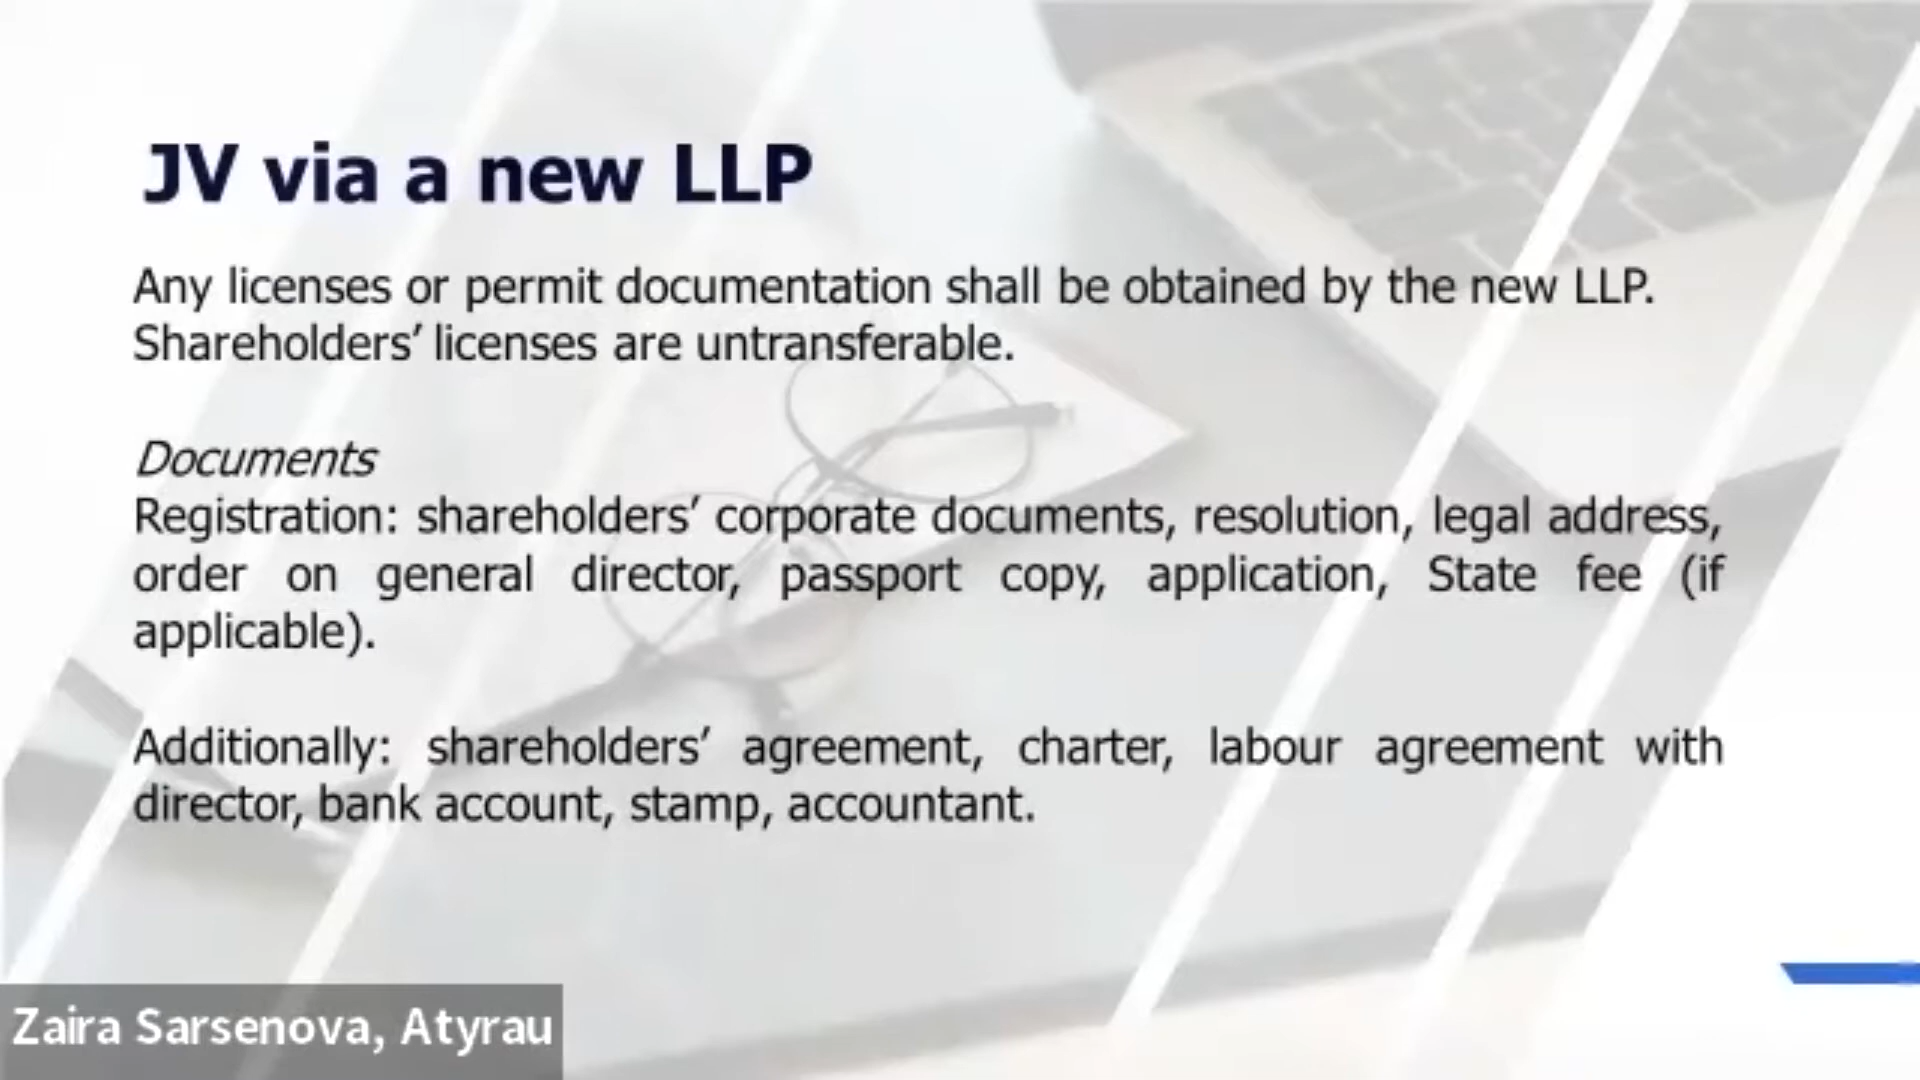 JV via a new LLP
Any licenses or permit documentation shall be obtained by the new LLP.
Shareholders’ licenses are untransferable.
Documents
Registration: shareholders’ corporate documents, resolution, legal address,
order on general director, passport copy, application, State fee (if
applicable).
Additionally: shareholders’ agreement, charter, labour agreement with
director, bank account, stamp, accountant.
Zaira Sarsenova, Atyrau